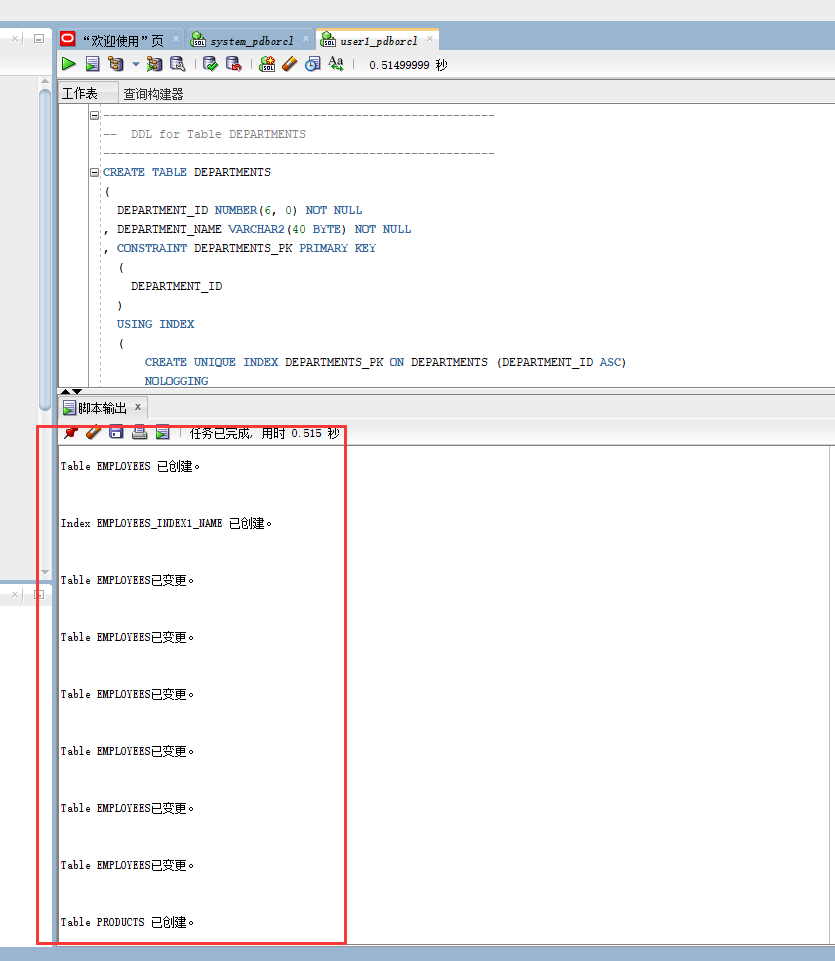 “欢迎使用”页
system_pdborcl
user1_pdborcl
0.51499999 秒
工作表
查询构建器
--------------------------------------------------------
-- DDL for Table DEPARTMENTS
--------------------------------------------------------
CREATE TABLE DEPARTMENTS
(
DEPARTMENT_ID NUMBER(6, 0) NOT NULL
, DEPARTMENT_NAME VARCHAR2(40 BYTE) NOT NULL
, CONSTRAINT DEPARTMENTS_PK PRIMARY KEY
(
DEPARTMENT_ID
)
USING INDEX
(
CREATE UNIQUE INDEX DEPARTMENTS_PK ON DEPARTMENTS (DEPARTMENT_ID ASC)
NOLOGGING
脚本输出
任务已完成, 用时 0.515 秒
Table EMPLOYEES 已创建。
Index EMPLOYEES_INDEX1_NAME 已创建。
Table EMPLOYEES已变更。
Table EMPLOYEES已变更。
Table EMPLOYEES已变更。
Table EMPLOYEES已变更。
Table EMPLOYEES已变更。
Table EMPLOYEES已变更。
Table PRODUCTS 已创建。